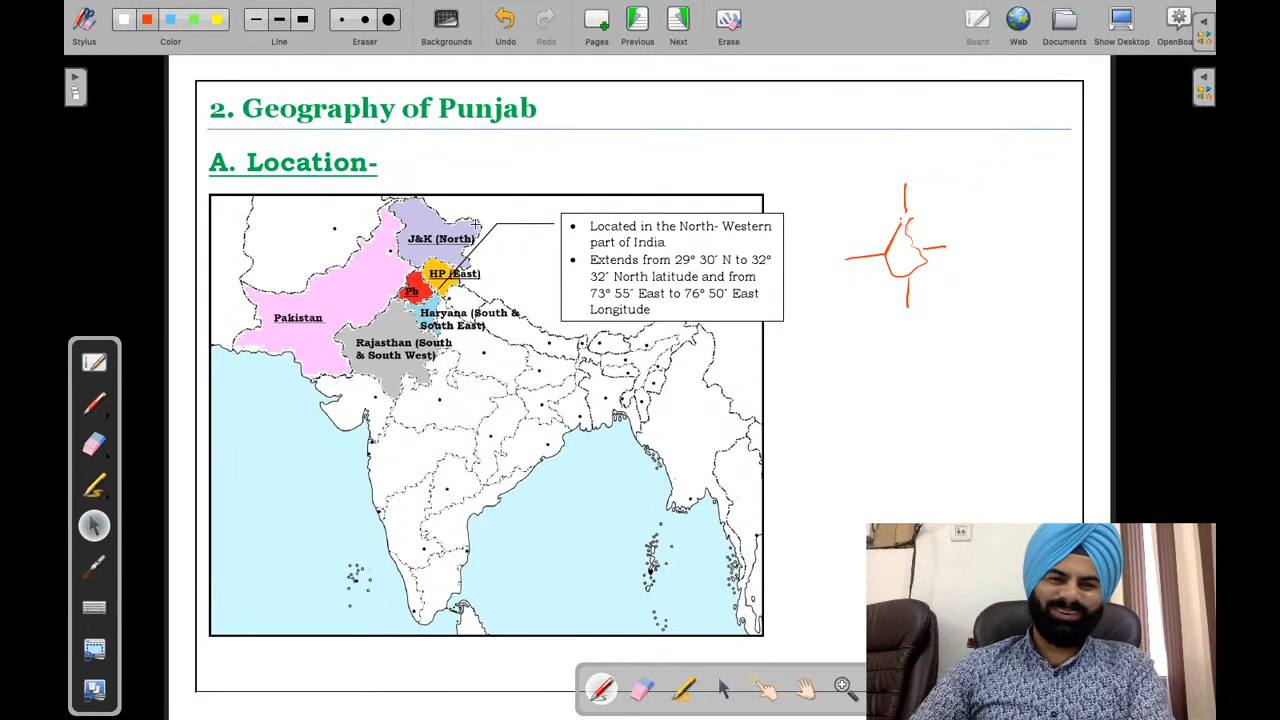 Stylus
Color
Line
Eraser
Backgrounds
Undo
Redo
Pages
Previous
Next
Erase
Board
Web
Documents
Show Desktop
OpenBoa
2. Geography of Punjab
A. Location-
J&K (North)
HP (East)
Pb
Pakistan
Haryana (South &
South East)
Rajasthan (South
& South West)
• Located in the North- Western
part of India
• Extends from 29° 30' N to 32°
32' North latitude and from
73° 55' East to 76° 50' East
Longitude